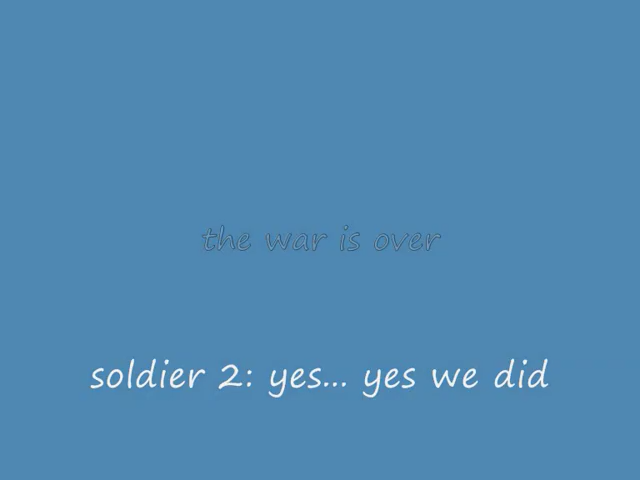 the war is over
soldier 2: yes... yes we did